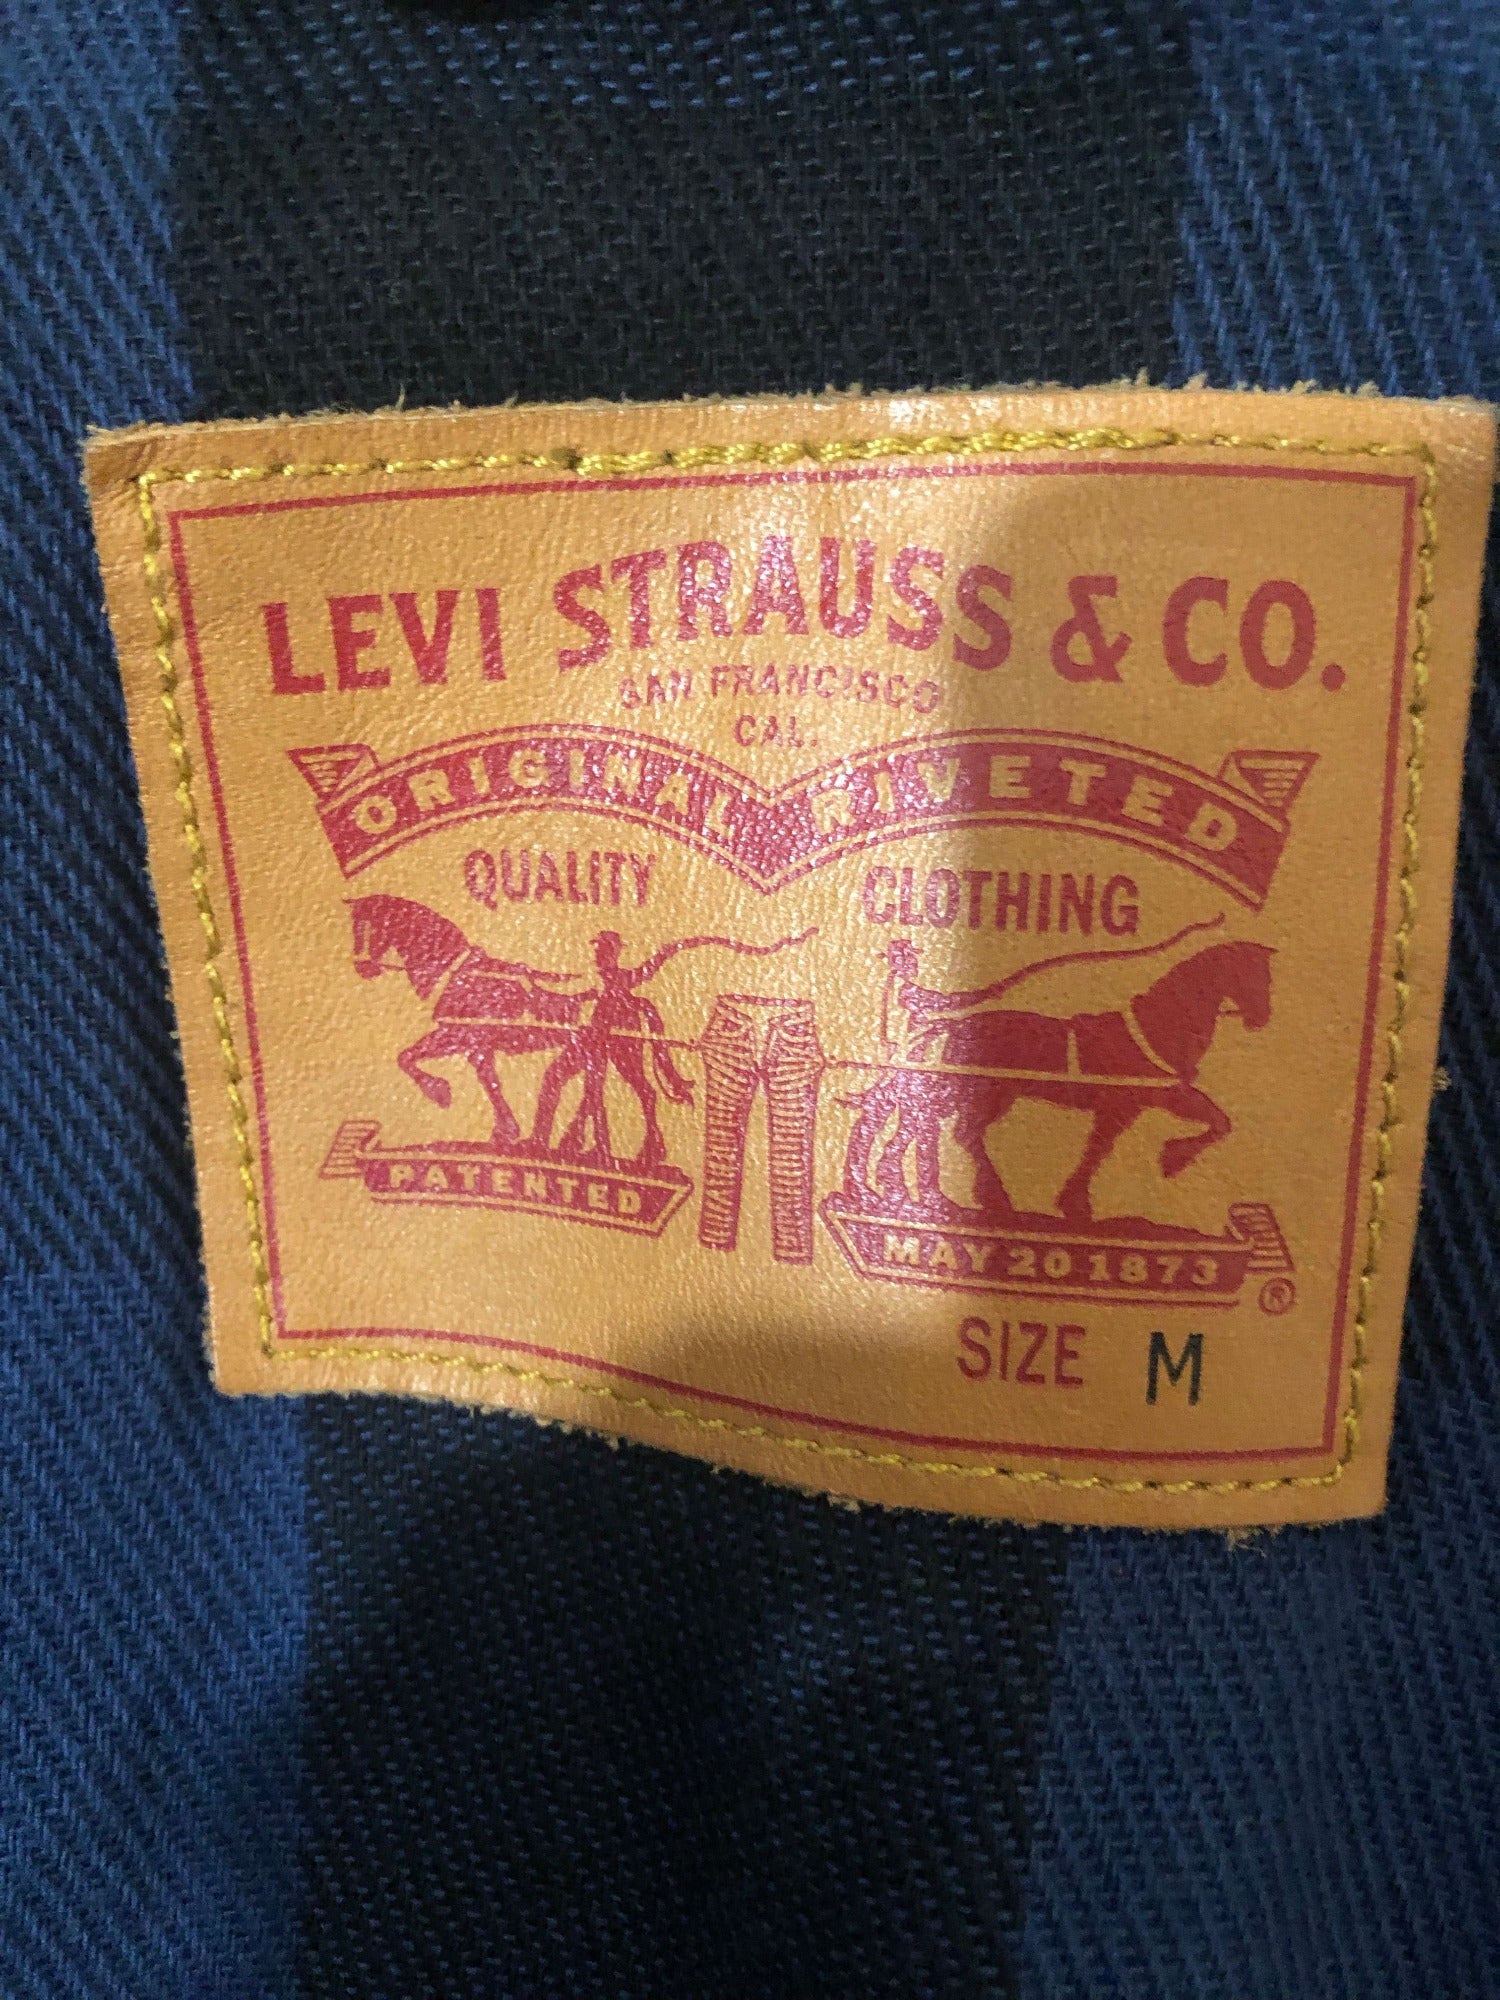 LEVI STRAUSS & CO.
SAN FRANCISCO
CAL.
ORIGINAL RIVETED
QUALITY CLOTHING
PATENTED
MAY 20 1873
®
SIZE M